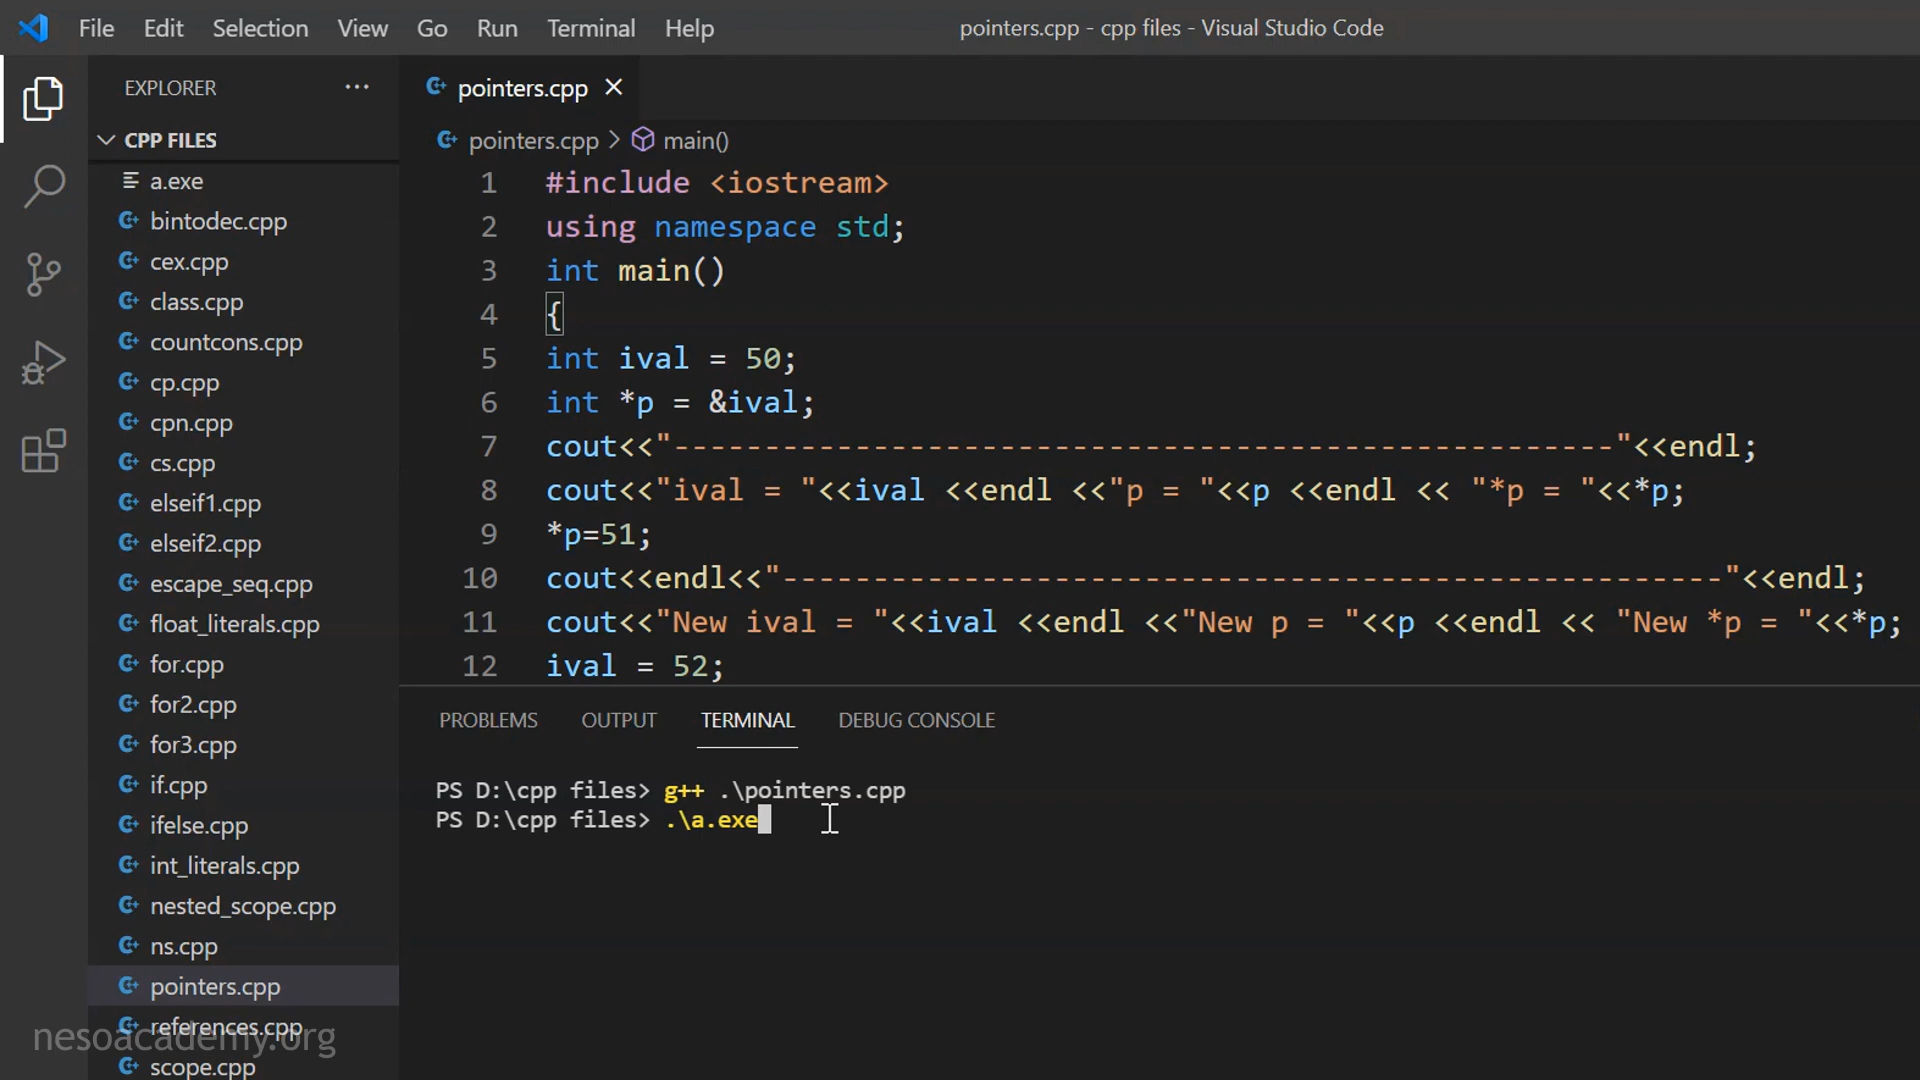 File Edit Selection View Go Run Terminal Help
pointers.cpp - cpp files - Visual Studio Code
EXPLORER ...
CPP FILES
a.exe
bintodec.cpp
cex.cpp
class.cpp
countcons.cpp
cp.cpp
cpn.cpp
cs.cpp
elseif1.cpp
elseif2.cpp
escape_seq.cpp
float_literals.cpp
for.cpp
for2.cpp
for3.cpp
if.cpp
ifelse.cpp
int_literals.cpp
nested_scope.cpp
ns.cpp
pointers.cpp
references.cpp
scope.cpp
pointers.cpp
pointers.cpp > main()
1 #include <iostream>
2 using namespace std;
3 int main()
4 {
5 int ival = 50;
6 int *p = &ival;
7 cout<<"----------------------------------------------------"<<endl;
8 cout<<"ival = "<<ival <<endl <<"p = "<<p <<endl << "*p = "<<*p;
9 *p=51;
10 cout<<endl<<"----------------------------------------------------"<<endl;
11 cout<<"New ival = "<<ival <<endl <<"New p = "<<p <<endl << "New *p = "<<*p;
12 ival = 52;
PROBLEMS OUTPUT TERMINAL DEBUG CONSOLE
PS D:\cpp files> g++ .\pointers.cpp
PS D:\cpp files> .\a.exe
nesoacademy.org